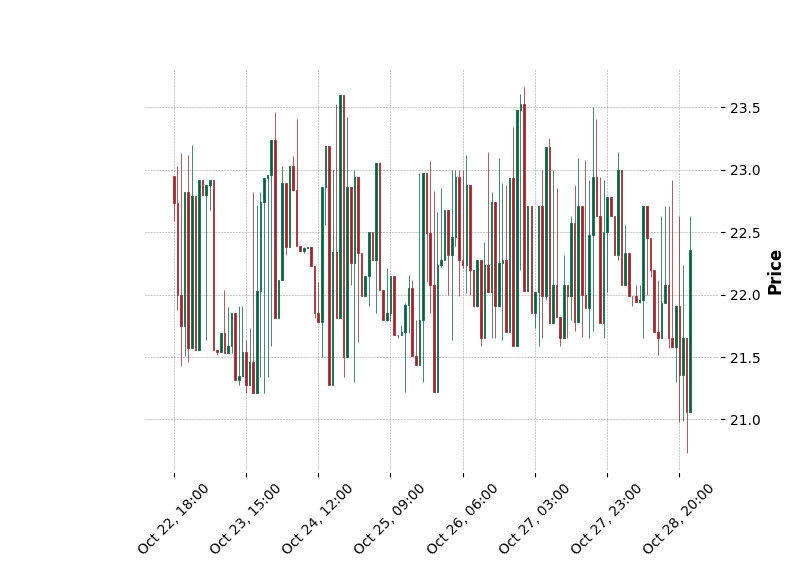 23.5
23.0
22.5
22.0
21.5
21.0
Price
Oct 22, 18:00
Oct 23, 15:00
Oct 24, 12:00
Oct 25, 09:00
Oct 26, 06:00
Oct 27, 03:00
Oct 27, 23:00
Oct 28, 20:00